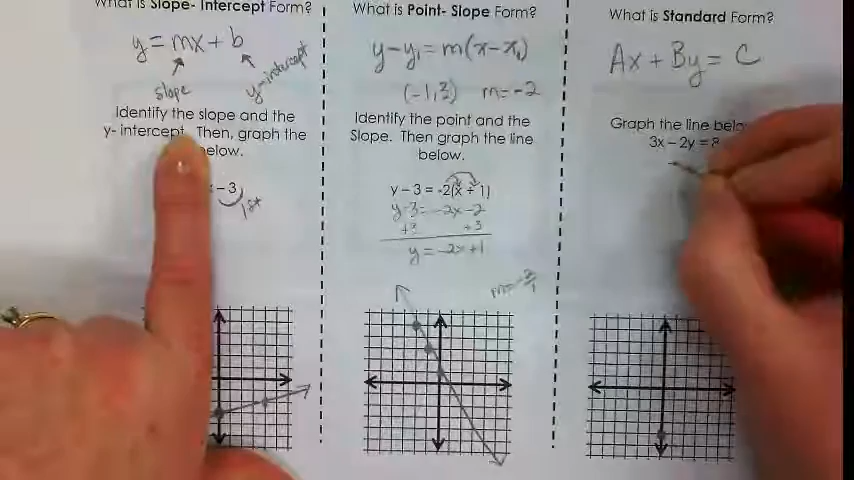 What is Slope- Intercept Form?
y = mx + b
slope
y-intercept
Identify the slope and the
y- intercept. Then, graph the
below.
- 3
1st
What is Point- Slope Form?
y - y₁ = m(x - x₁)
m = -2
Identify the point and the
Slope. Then graph the line
below.
y – 3 = -2(x + 1)
y-3 = -2x -2
+3 +3
y = -2x +1
What is Standard Form?
Ax + By = C
Graph the line below
3x – 2y = 8